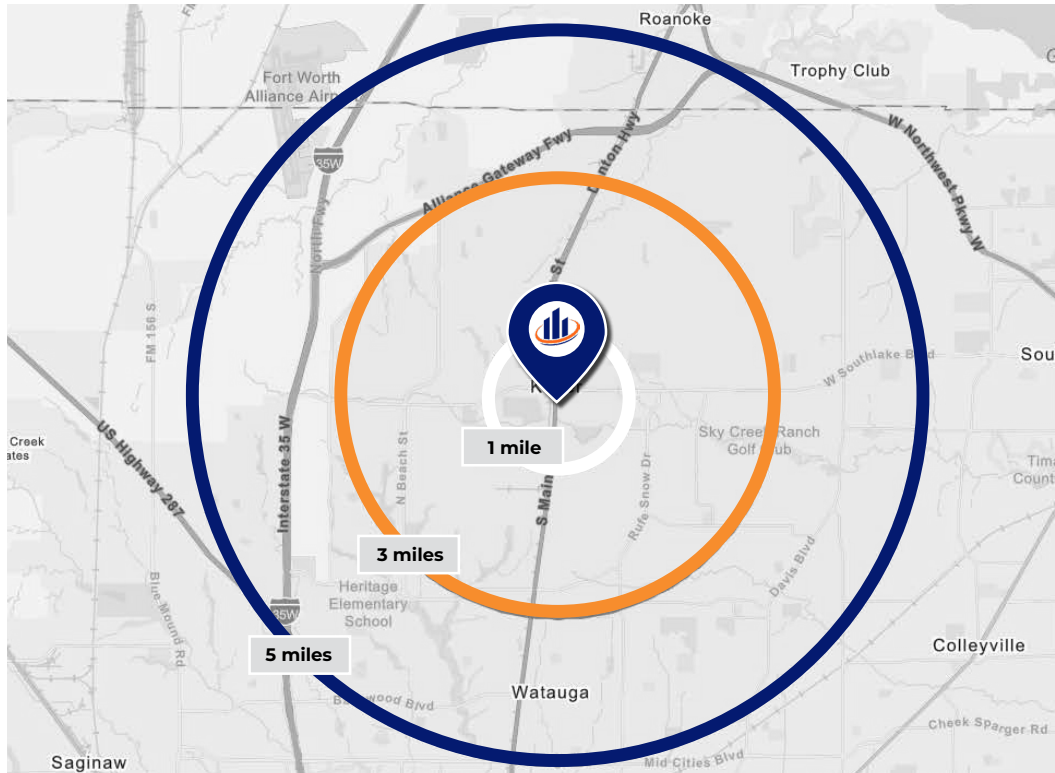 Roanoke
Trophy Club
Fort Worth
Alliance Airp
35W
W Northwest Pkwy W
Alliance Gateway Fwy
Denton Hwy
North Fwy
FM 156 S
St
W Southlake Blvd
Sou
US Highway 287
Interstate 35 W
N Beach St
1 mile
S Main
Rufe Snow Dr
Sky Creek Ranch
Golf Club
Creek
ates
Tima
Count
3 miles
Davis Blvd
Blue Mound Rd
Heritage
Elementary
School
35W
5 miles
Colleyville
Watauga
Cheek Sparger Rd
Mid Cities Blvd
Saginaw